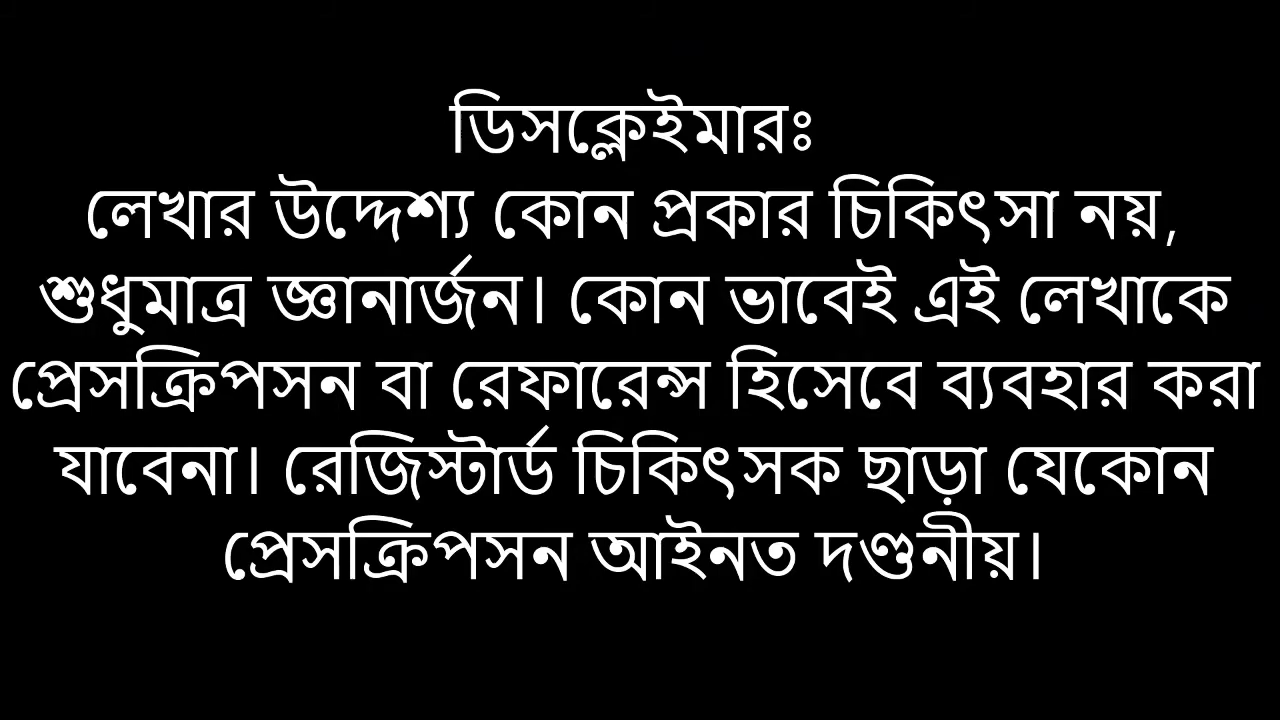 ডিসক্লেইমারঃ
লেখার উদ্দেশ্য কোন প্রকার চিকিৎসা নয়,
শুধুমাত্র জ্ঞানার্জন। কোন ভাবেই এই লেখাকে
প্রেসক্রিপসন বা রেফারেন্স হিসেবে ব্যবহার করা
যাবেনা। রেজিস্টার্ড চিকিৎসক ছাড়া যেকোন
প্রেসক্রিপসন আইনত দণ্ডনীয়।